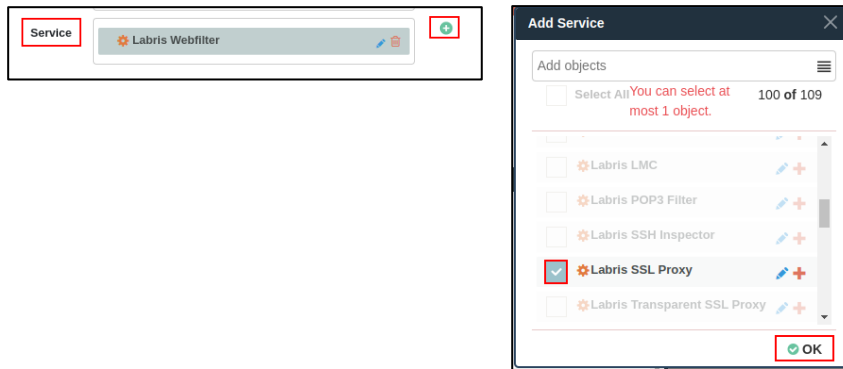 Service
Labris Webfilter
Add Service
Add objects
Select All
You can select at
most 1 object.
100 of 109
Labris LMC
Labris POP3 Filter
Labris SSH Inspector
Labris SSL Proxy
Labris Transparent SSL Proxy
OK